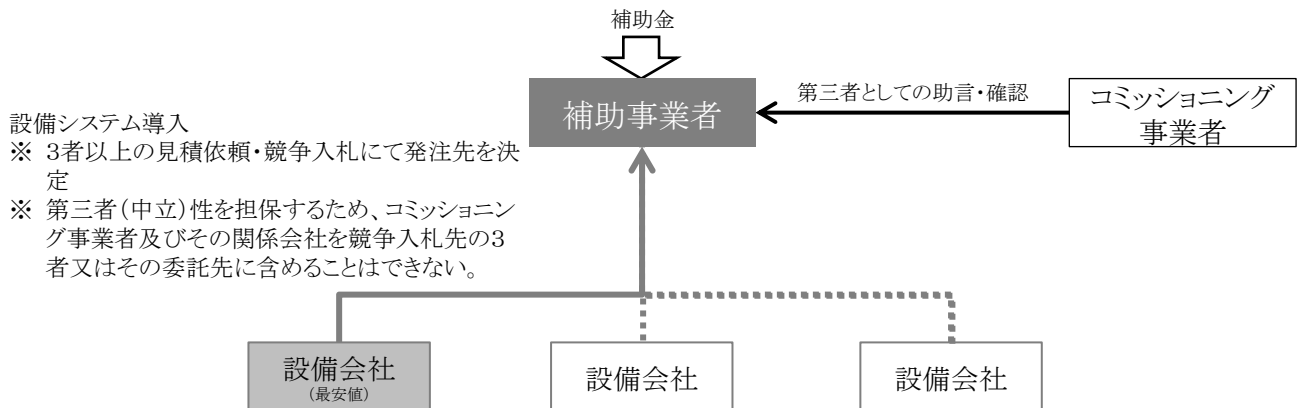 補助金
補助事業者
第三者としての助言・確認
コミッショニング
事業者
設備システム導入
※ 3者以上の見積依頼・競争入札にて発注先を決
定
※ 第三者(中立)性を担保するため、コミッショニン
グ事業者及びその関係会社を競争入札先の3
者又はその委託先に含めることはできない。
設備会社
(最安値)
設備会社
設備会社